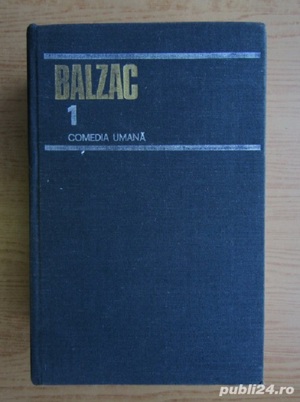 BALZAC
1
COMEDIA UMANĂ
publi24.ro